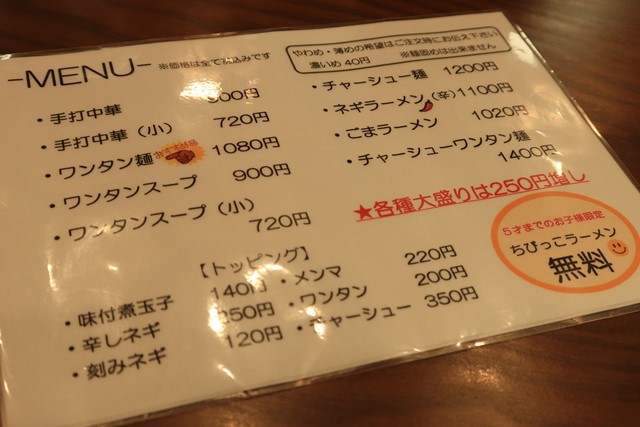 -MENU-
※価格は全て税込みです
やわめ・薄めの希望はご注文時にお伝え下さい
濃いめ 40円 ※麺固めは出来ません
・手打中華 900円
・手打中華（小） 720円
・ワンタン麺 1080円
・ワンタンスープ 900円
・ワンタンスープ（小）
720円
・チャーシュー麺 1200円
・ネギラーメン（辛）1100円
・ごまラーメン 1020円
・チャーシューワンタン麺
1400円
★各種大盛りは250円増し
5才までのお子様限定
ちびっこラーメン
無料
【トッピング】
・味付煮玉子 140円
・辛しネギ 250円
・刻みネギ 120円
・メンマ 220円
・ワンタン 200円
・チャーシュー 350円